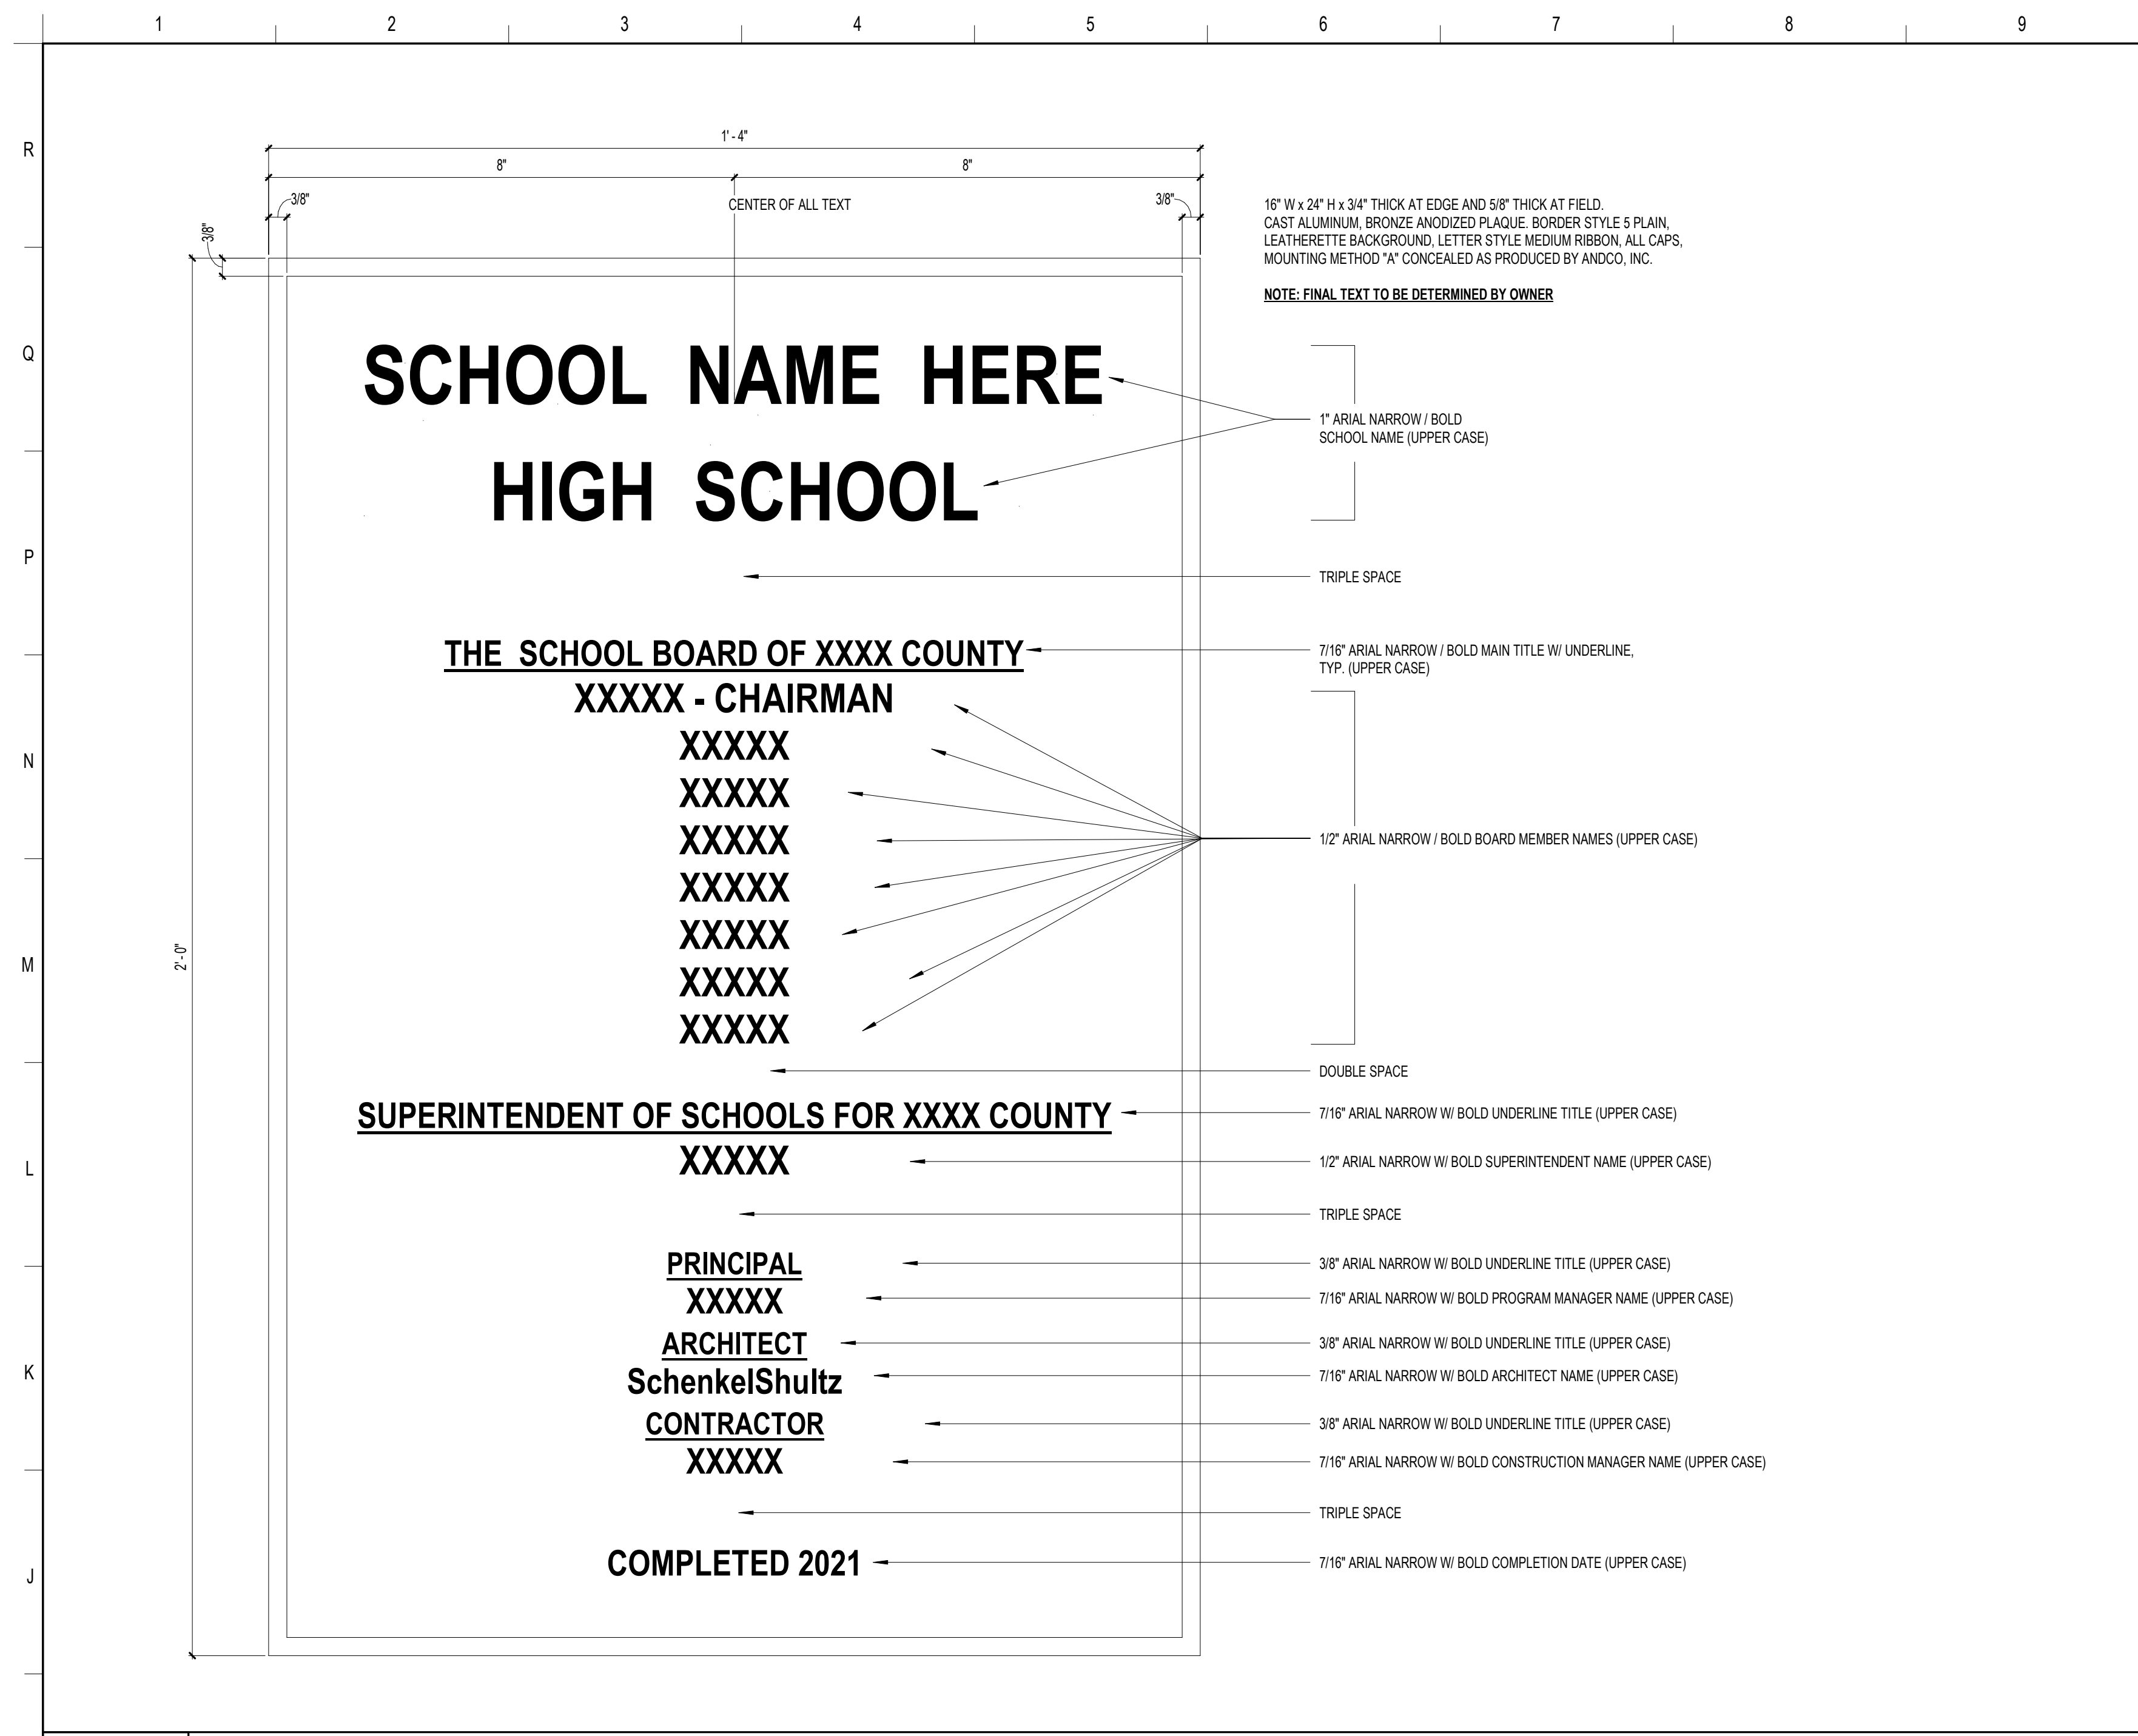 1 2 3 4 5 6 7 8 9
R
Q
P
N
M
L
K
J
1' - 4"
8" 8"
3/8" CENTER OF ALL TEXT 3/8"
3/8"
2' - 0"
16" W x 24" H x 3/4" THICK AT EDGE AND 5/8" THICK AT FIELD.
CAST ALUMINUM, BRONZE ANODIZED PLAQUE. BORDER STYLE 5 PLAIN,
LEATHERETTE BACKGROUND, LETTER STYLE MEDIUM RIBBON, ALL CAPS,
MOUNTING METHOD "A" CONCEALED AS PRODUCED BY ANDCO, INC.
NOTE: FINAL TEXT TO BE DETERMINED BY OWNER
SCHOOL NAME HERE
HIGH SCHOOL
1" ARIAL NARROW / BOLD
SCHOOL NAME (UPPER CASE)
TRIPLE SPACE
THE SCHOOL BOARD OF XXXX COUNTY
7/16" ARIAL NARROW / BOLD MAIN TITLE W/ UNDERLINE,
TYP. (UPPER CASE)
XXXXX - CHAIRMAN
XXXXX
XXXXX
XXXXX
XXXXX
XXXXX
XXXXX
XXXXX
1/2" ARIAL NARROW / BOLD BOARD MEMBER NAMES (UPPER CASE)
DOUBLE SPACE
SUPERINTENDENT OF SCHOOLS FOR XXXX COUNTY
7/16" ARIAL NARROW W/ BOLD UNDERLINE TITLE (UPPER CASE)
XXXXX
1/2" ARIAL NARROW W/ BOLD SUPERINTENDENT NAME (UPPER CASE)
TRIPLE SPACE
PRINCIPAL
3/8" ARIAL NARROW W/ BOLD UNDERLINE TITLE (UPPER CASE)
XXXXX
7/16" ARIAL NARROW W/ BOLD PROGRAM MANAGER NAME (UPPER CASE)
ARCHITECT
3/8" ARIAL NARROW W/ BOLD UNDERLINE TITLE (UPPER CASE)
SchenkelShultz
7/16" ARIAL NARROW W/ BOLD ARCHITECT NAME (UPPER CASE)
CONTRACTOR
3/8" ARIAL NARROW W/ BOLD UNDERLINE TITLE (UPPER CASE)
XXXXX
7/16" ARIAL NARROW W/ BOLD CONSTRUCTION MANAGER NAME (UPPER CASE)
TRIPLE SPACE
COMPLETED 2021
7/16" ARIAL NARROW W/ BOLD COMPLETION DATE (UPPER CASE)